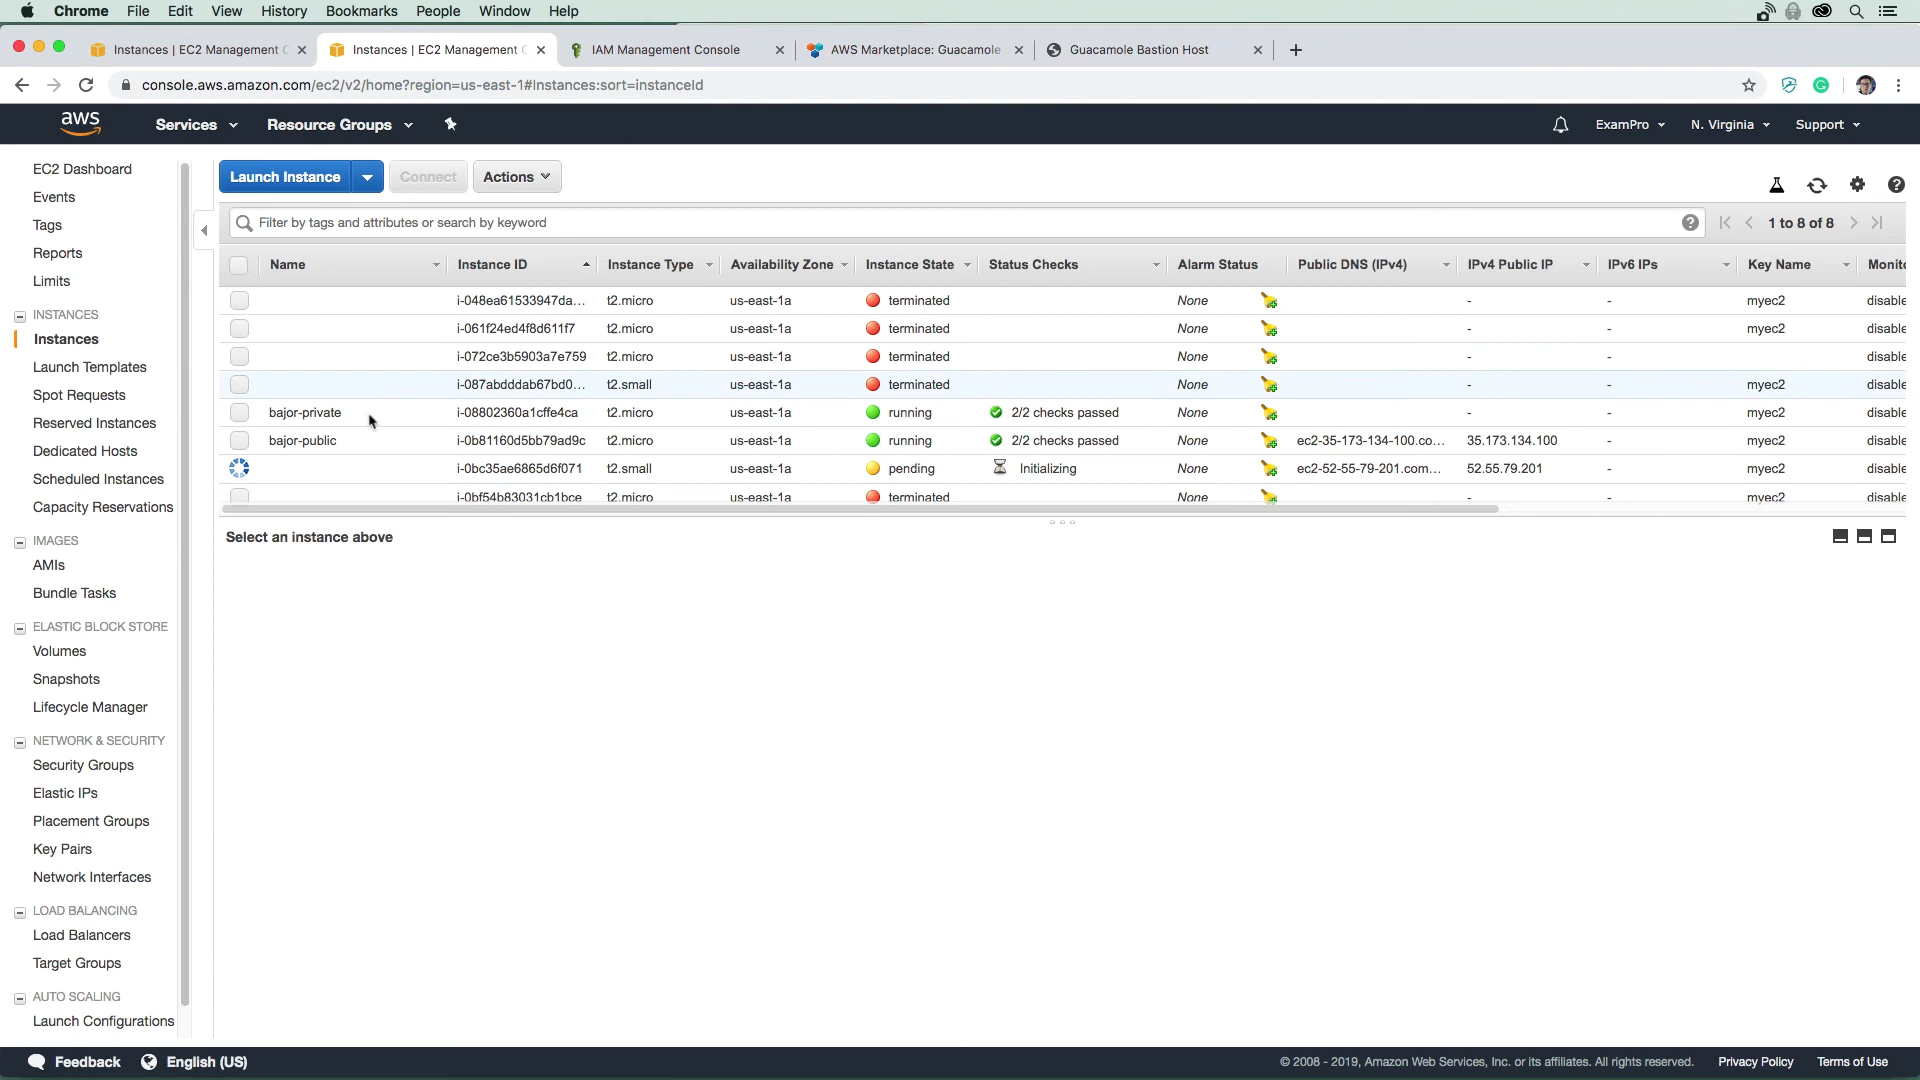 Chrome File Edit View History Bookmarks People Window Help
Instances | EC2 Management C
Instances | EC2 Management C
IAM Management Console
AWS Marketplace: Guacamole
Guacamole Bastion Host
console.aws.amazon.com/ec2/v2/home?region=us-east-1#Instances:sort=instanceId
aws Services Resource Groups ExamPro N. Virginia Support
EC2 Dashboard
Events
Tags
Reports
Limits
INSTANCES
Instances
Launch Templates
Spot Requests
Reserved Instances
Dedicated Hosts
Scheduled Instances
Capacity Reservations
IMAGES
AMIs
Bundle Tasks
ELASTIC BLOCK STORE
Volumes
Snapshots
Lifecycle Manager
NETWORK & SECURITY
Security Groups
Elastic IPs
Placement Groups
Key Pairs
Network Interfaces
LOAD BALANCING
Load Balancers
Target Groups
AUTO SCALING
Launch Configurations
Launch Instance Connect Actions
Filter by tags and attributes or search by keyword 1 to 8 of 8
Name Instance ID Instance Type Availability Zone Instance State Status Checks Alarm Status Public DNS (IPv4) IPv4 Public IP IPv6 IPs Key Name Monito
i-048ea61533947da... t2.micro us-east-1a terminated None - - myec2 disable
i-061f24ed4f8d611f7 t2.micro us-east-1a terminated None - - myec2 disable
i-072ce3b5903a7e759 t2.micro us-east-1a terminated None - - disable
i-087abdddab67bd0... t2.small us-east-1a terminated None - - myec2 disable
bajor-private i-08802360a1cffe4ca t2.micro us-east-1a running 2/2 checks passed None - - myec2 disable
bajor-public i-0b81160d5bb79ad9c t2.micro us-east-1a running 2/2 checks passed None ec2-35-173-134-100.co... 35.173.134.100 - myec2 disable
i-0bc35ae6865d6f071 t2.small us-east-1a pending Initializing None ec2-52-55-79-201.com... 52.55.79.201 - myec2 disable
i-0bf54b83031cb1bce t2.micro us-east-1a terminated None - - myec2 disable
Select an instance above
Feedback English (US) © 2008 - 2019, Amazon Web Services, Inc. or its affiliates. All rights reserved. Privacy Policy Terms of Use